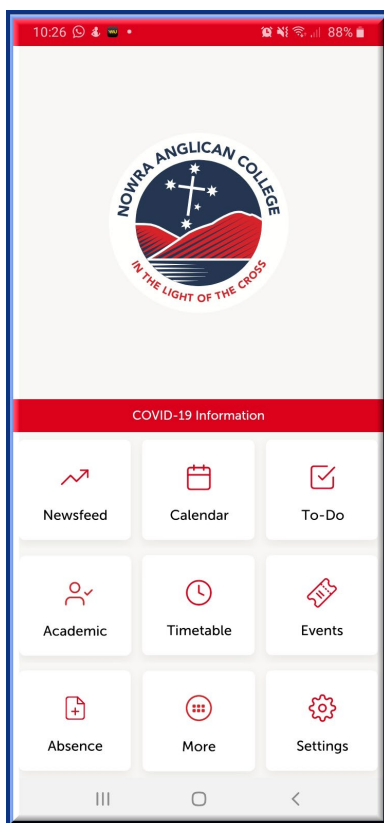 10:26
88%
NOWRA ANGLICAN COLLEGE
IN THE LIGHT OF THE CROSS
COVID-19 Information
Newsfeed Calendar To-Do
Academic Timetable Events
Absence More Settings